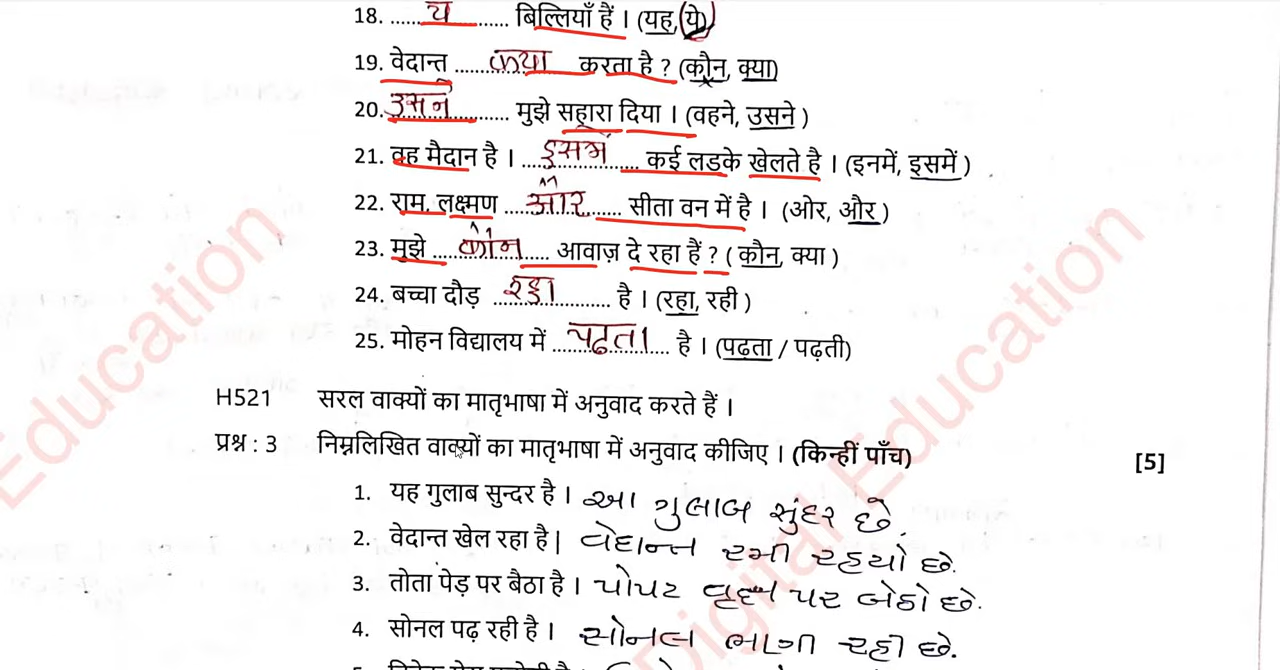 18. ...... ये ...... बिल्लियाँ हैं । (यह, ये)
19. वेदान्त ...... क्या ...... करता है ? (कौन, क्या)
20. उसने ...... मुझे सहारा दिया । (वहने, उसने )
21. वह मैदान है । ...... इसमें ...... कई लडके खेलते है । (इनमें, इसमें )
22. राम, लक्ष्मण ...... और ...... सीता वन में है । (ओर, और )
23. मुझे ...... कौन ...... आवाज़ दे रहा हैं ? ( कौन, क्या )
24. बच्चा दौड़ ...... रहा ...... है । (रहा, रही )
25. मोहन विद्यालय में ...... पढ़ता ...... है । (पढ़ता / पढ़ती)
H521 सरल वाक्यों का मातृभाषा में अनुवाद करते हैं ।
प्रश्न : 3 निम्नलिखित वाक्यों का मातृभाषा में अनुवाद कीजिए । (किन्हीं पाँच) [5]
1. यह गुलाब सुन्दर है । આ ગુલાબ સુંદર છે
2. वेदान्त खेल रहा है | વેદાન્ત રમી રહયો છે.
3. तोता पेड़ पर बैठा है । પોપટ વૃક્ષ પર બેઠો છે.
4. सोनल पढ़ रही है । સોનલ ભણી રહી છે.
Education
Digital Education